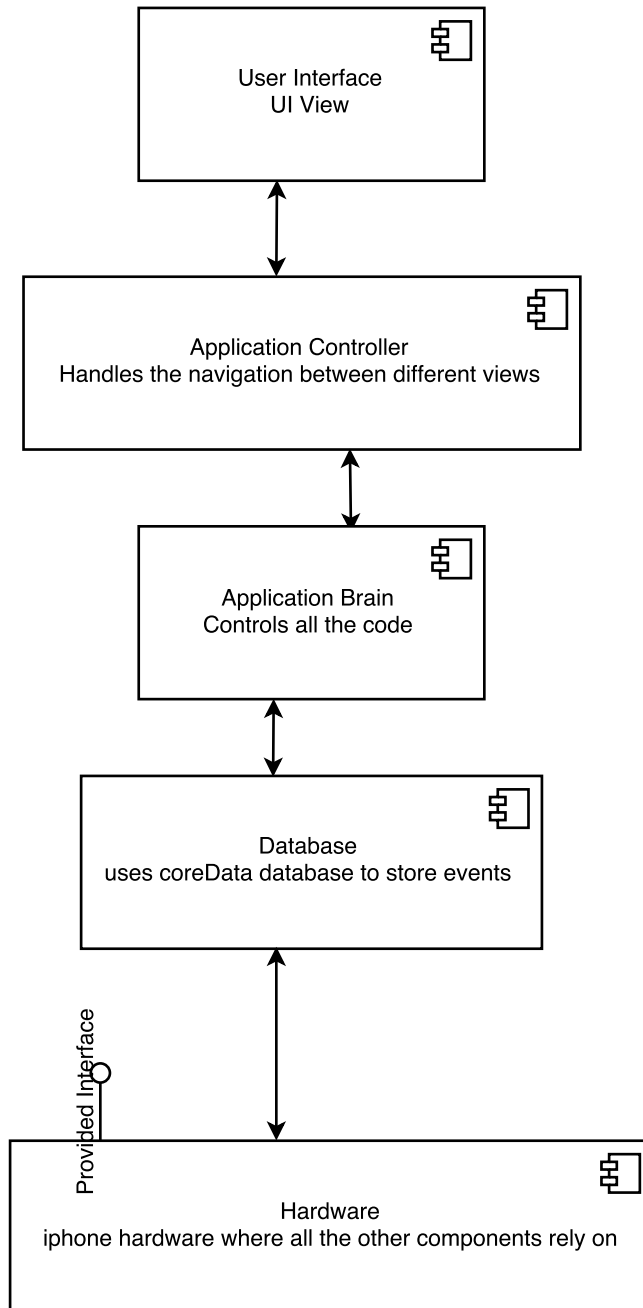 User Interface
UI View
Application Controller
Handles the navigation between different views
Application Brain
Controls all the code
Database
uses coreData database to store events
Provided Interface
Hardware
iphone hardware where all the other components rely on